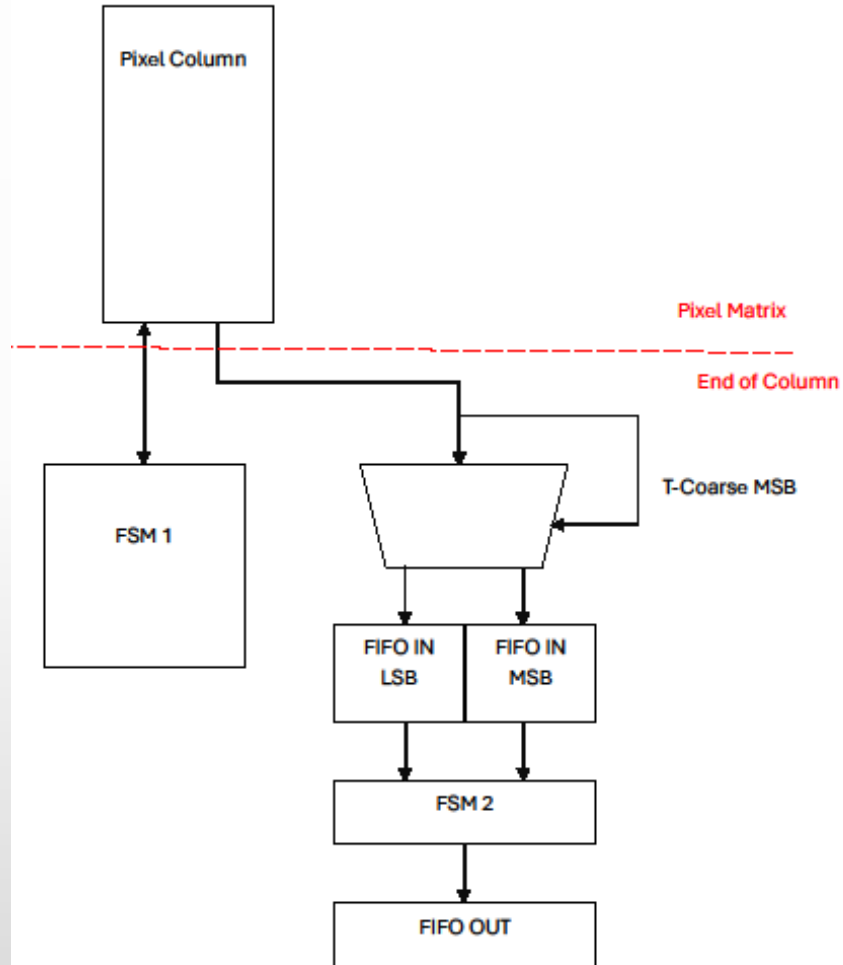 Pixel Column
Pixel Matrix
End of Column
T-Coarse MSB
FSM 1
FIFO IN
LSB
FIFO IN
MSB
FSM 2
FIFO OUT